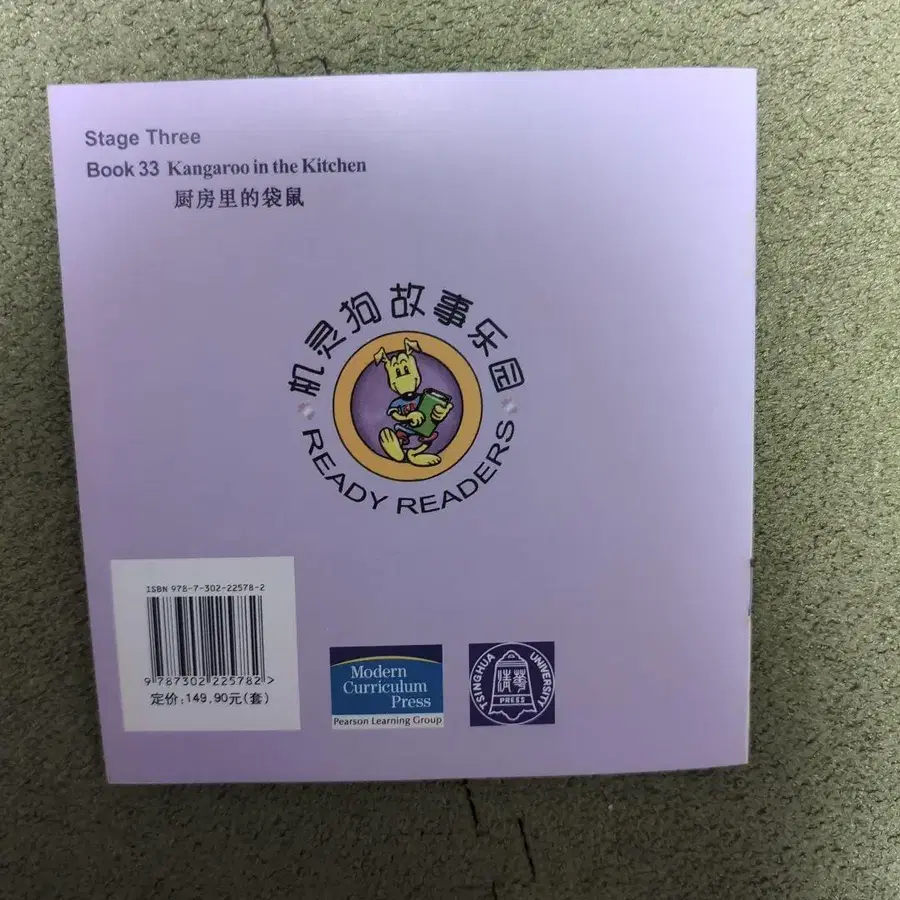 Stage Three
Book 33 Kangaroo in the Kitchen
厨房里的袋鼠
机灵狗故事乐园
READY READERS
ISBN 978-7-302-22578-2
9 787302 225782 >
定价:149.90元(套)
Modern
Curriculum
Press
Pearson Learning Group
TSINGHUA UNIVERSITY
清華
PRESS